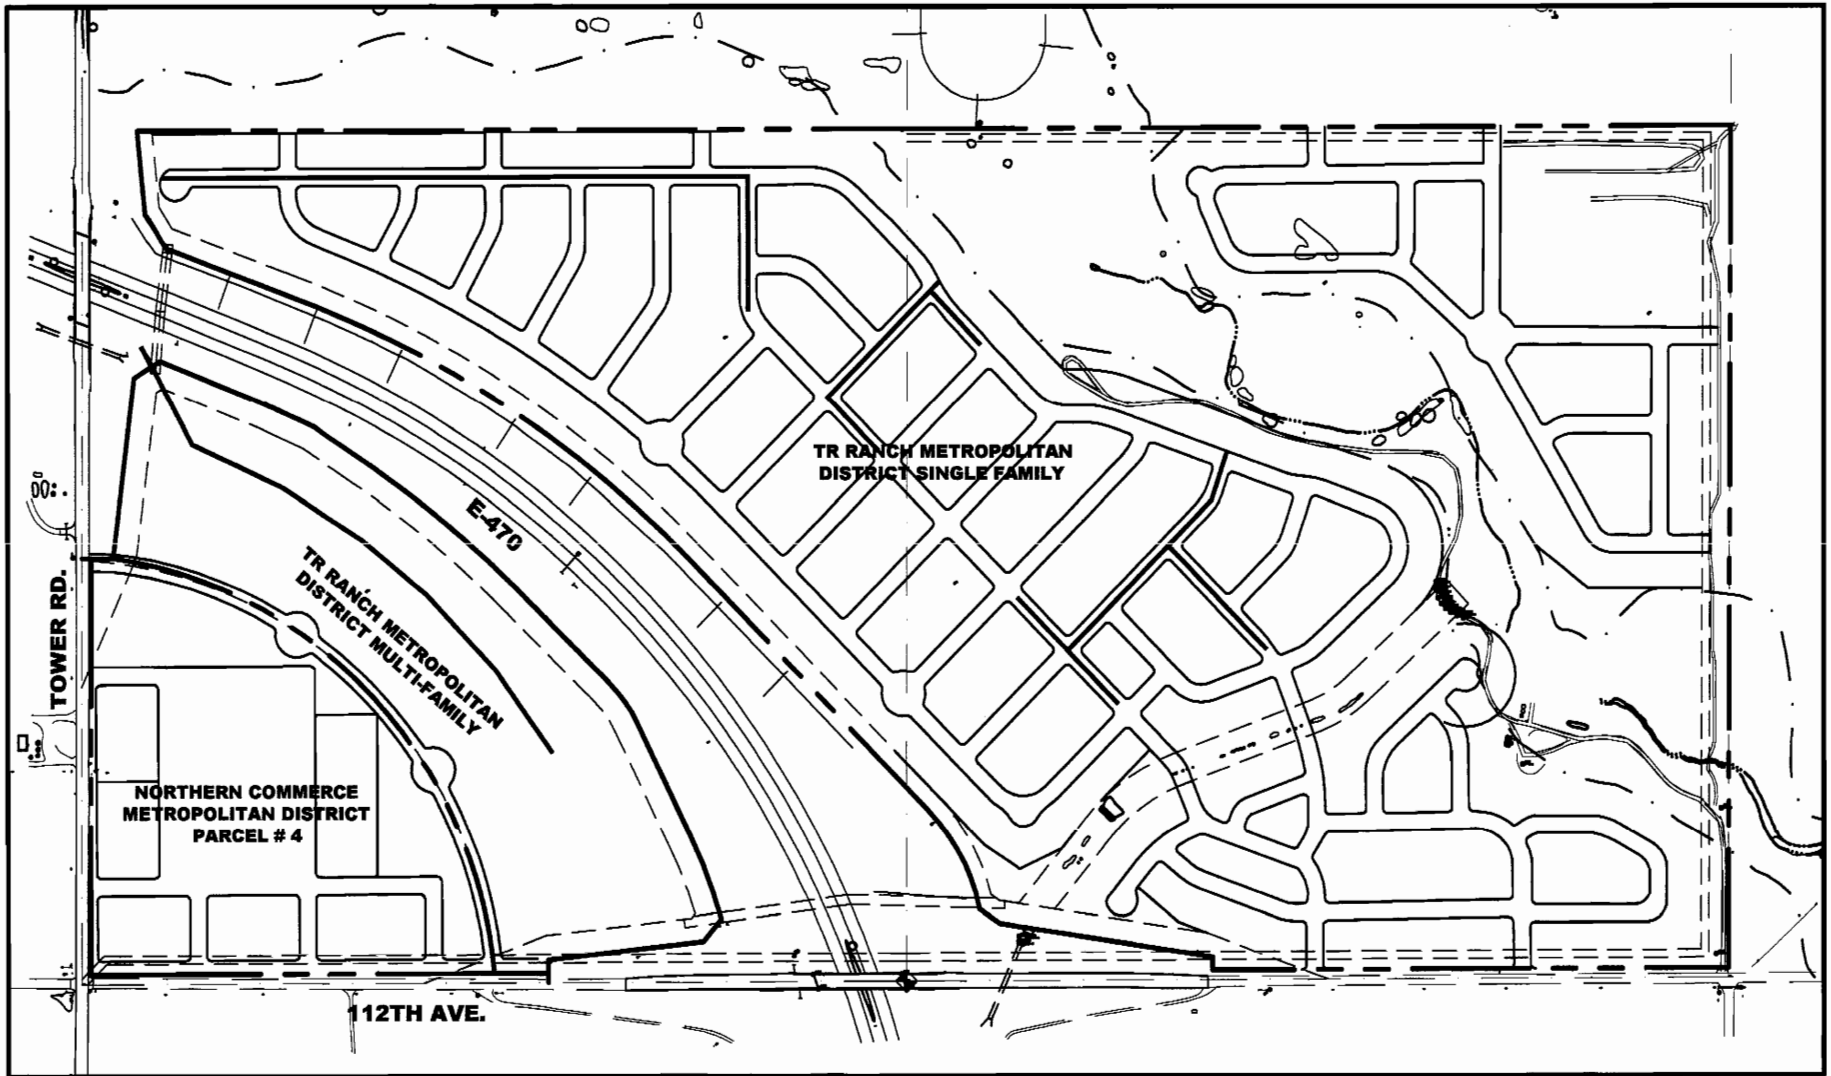 TR RANCH METROPOLITAN
DISTRICT SINGLE FAMILY
E-470
TOWER RD.
TR RANCH METROPOLITAN
DISTRICT MULTI-FAMILY
NORTHERN COMMERCE
METROPOLITAN DISTRICT
PARCEL # 4
112TH AVE.